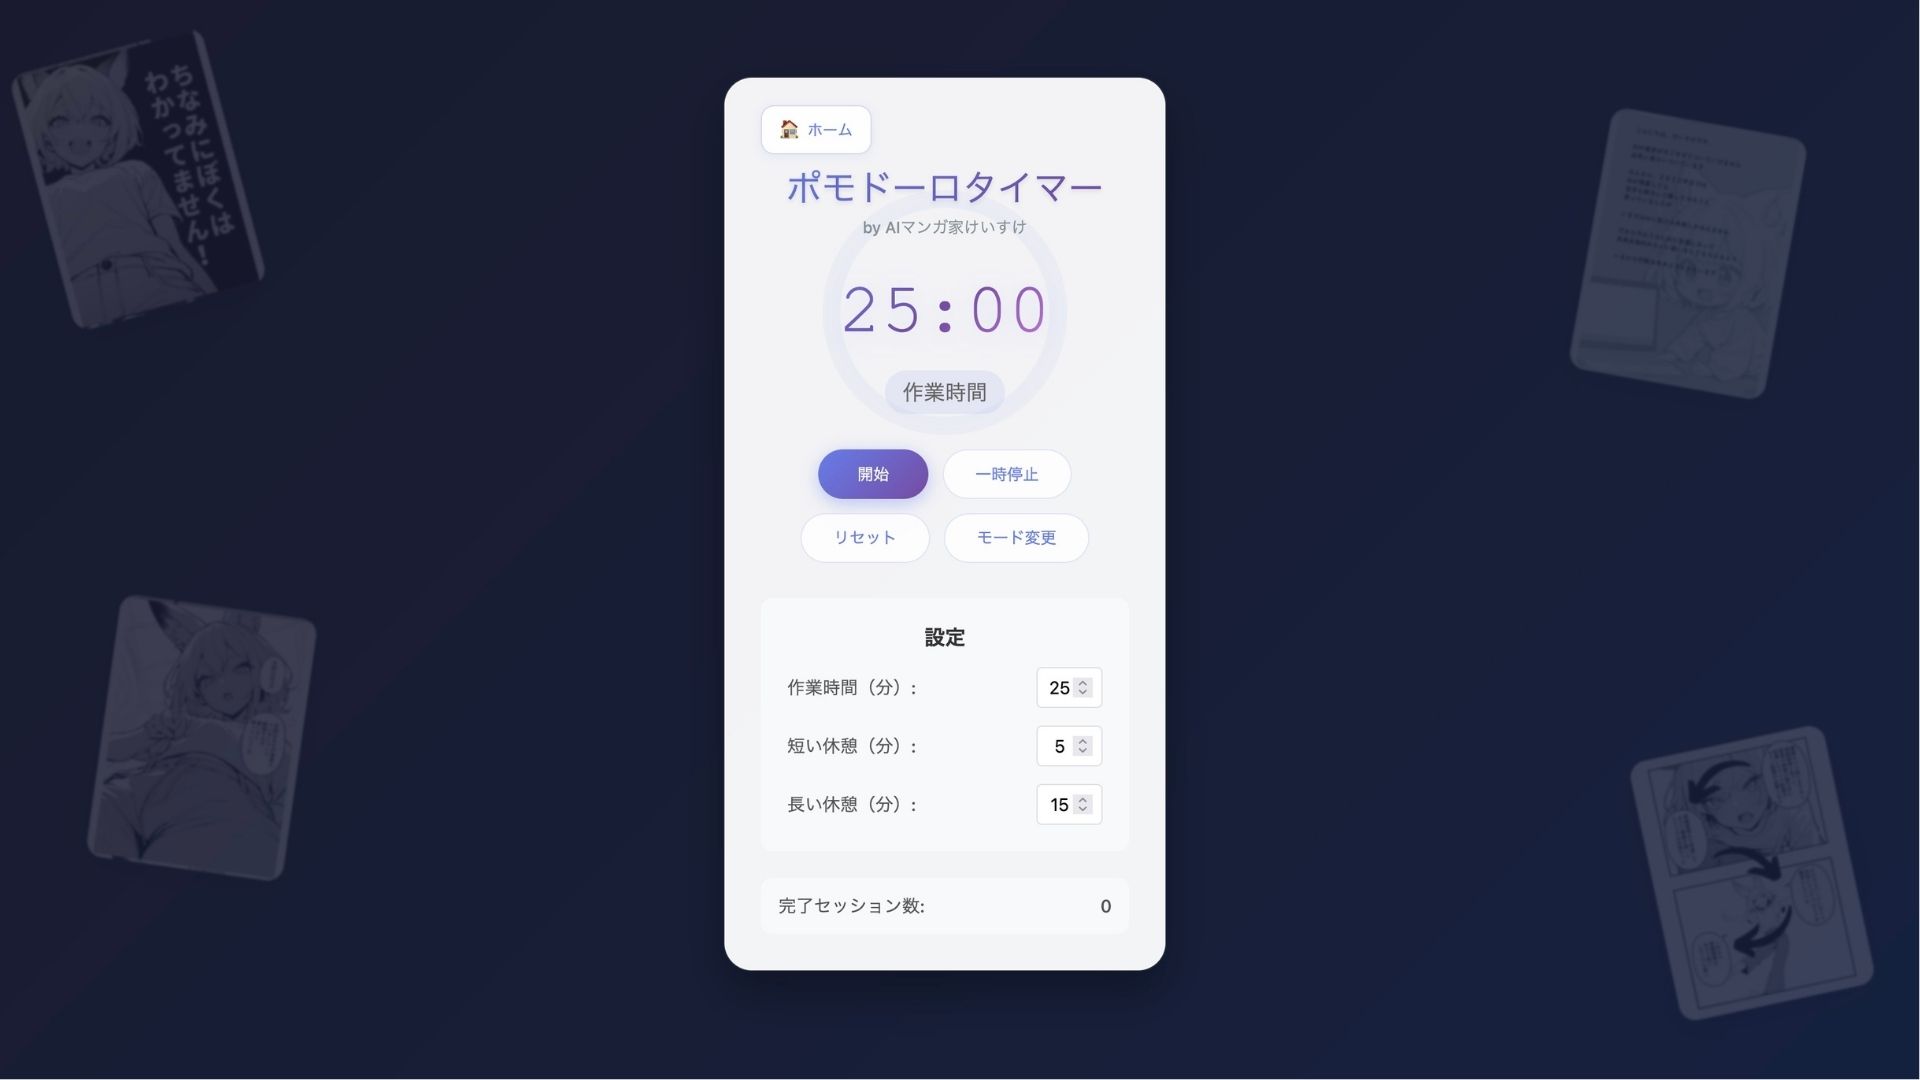 ちなみにぼくは
わかってません！
🏠 ホーム
ポモドーロタイマー
by AIマンガ家けいすけ
25:00
作業時間
開始
一時停止
リセット
モード変更
設定
作業時間（分）:
25
短い休憩（分）:
5
長い休憩（分）:
15
完了セッション数:
0